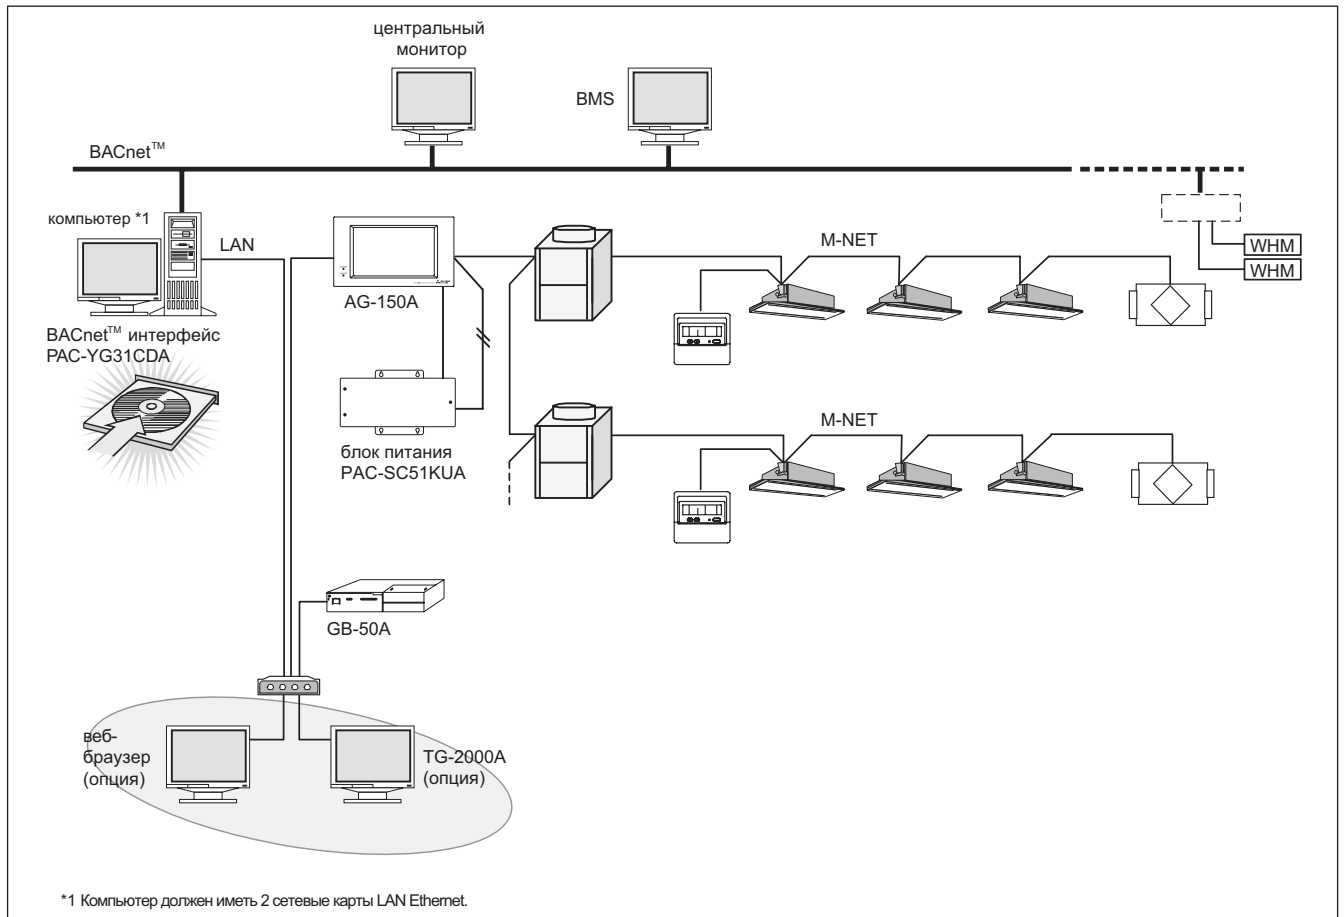 центральный
монитор
BMS
BACnet™
компьютер *1
LAN
M-NET
WHM
WHM
AG-150A
BACnet™ интерфейс
PAC-YG31CDA
блок питания
PAC-SC51KUA
M-NET
GB-50A
веб-
браузер
(опция)
TG-2000A
(опция)
*1 Компьютер должен иметь 2 сетевые карты LAN Ethernet.